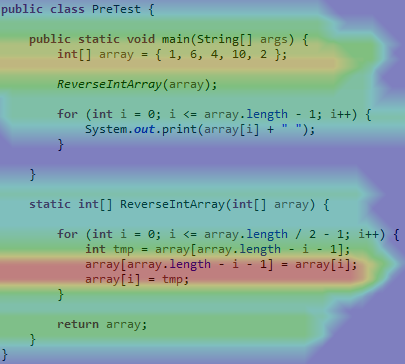 public class PreTest {
public static void main(String[] args) {
int[] array = { 1, 6, 4, 10, 2 };
ReverseIntArray(array);
for (int i = 0; i <= array.length - 1; i++) {
System.out.print(array[i] + " ");
}
}
static int[] ReverseIntArray(int[] array) {
for (int i = 0; i <= array.length / 2 - 1; i++) {
int tmp = array[array.length - i - 1];
array[array.length - i - 1] = array[i];
array[i] = tmp;
}
return array;
}
}